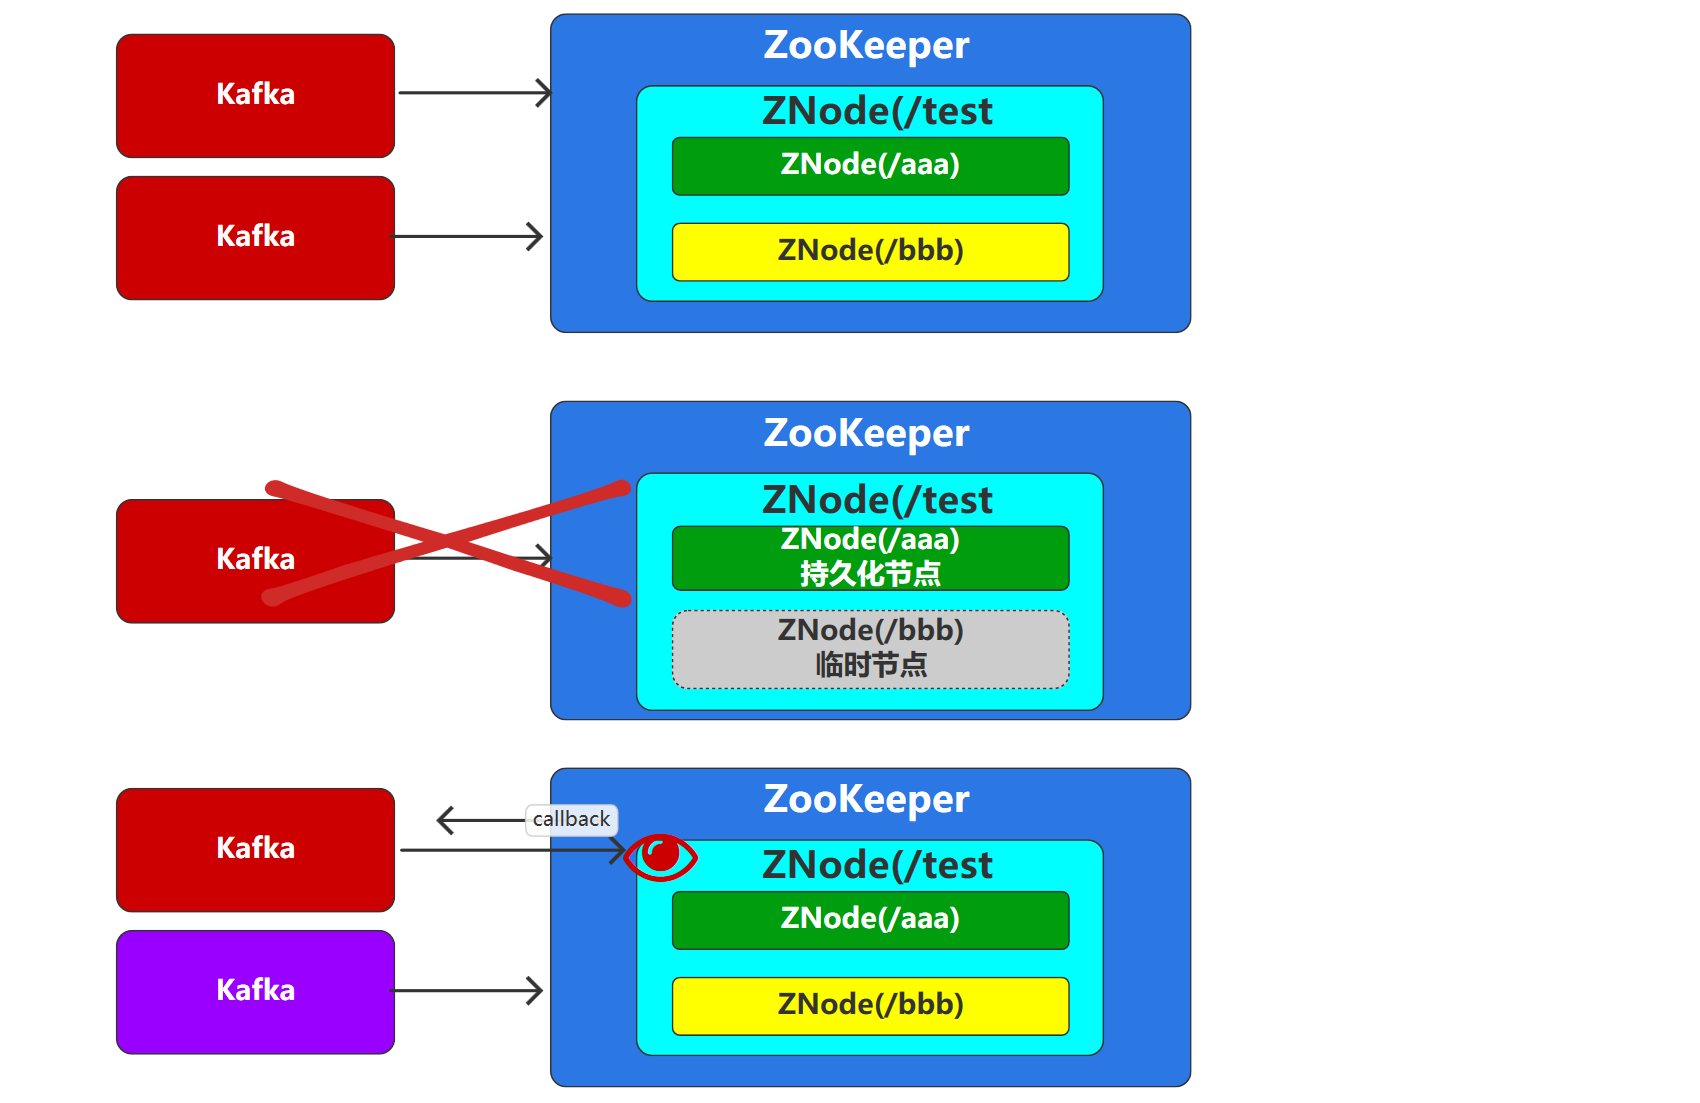 Kafka
Kafka
ZooKeeper
ZNode(/test
ZNode(/aaa)
ZNode(/bbb)
Kafka
ZooKeeper
ZNode(/test
ZNode(/aaa)
持久化节点
ZNode(/bbb)
临时节点
Kafka
Kafka
callback
ZooKeeper
ZNode(/test
ZNode(/aaa)
ZNode(/bbb)